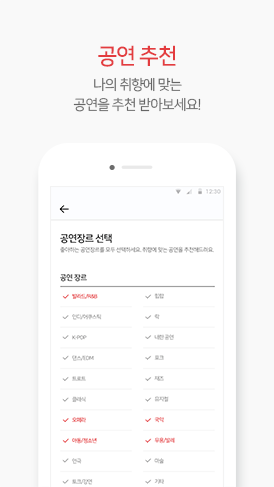 공연 추천
나의 취향에 맞는
공연을 추천 받아보세요!
12:30
공연장르 선택
좋아하는 공연장르를 모두 선택하세요. 취향에 맞는 공연을 추천해드려요.
공연 장르
발라드/R&B 힙합
인디/어쿠스틱 락
K-POP 내한 공연
댄스/EDM 포크
트로트 재즈
클래식 뮤지컬
오페라 국악
아동/청소년 무용/발레
연극 마술
토크/강연 기타